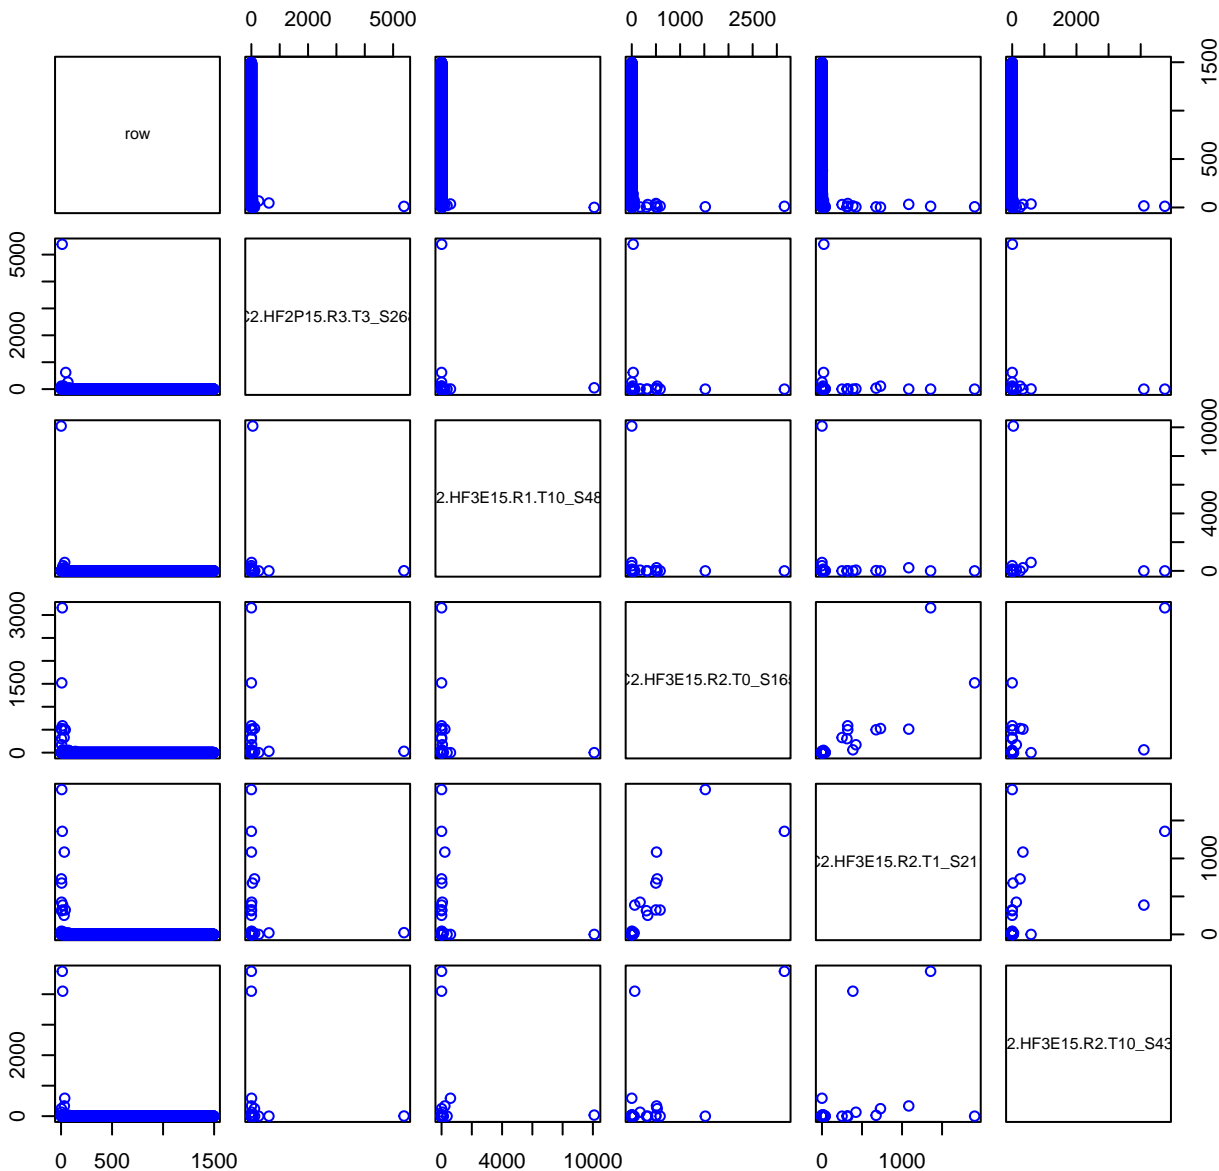 0 2000 5000 0 1000 2500 0 2000
row
0 500 1500
0 2000 5000
C2.HF2P15.R3.T3_S268
2.HF3E15.R1.T10_S48
0 4000 10000
0 1500 3000
C2.HF3E15.R2.T0_S165
C2.HF3E15.R2.T1_S21
0 1000
0 2000
2.HF3E15.R2.T10_S43
0 500 1500 0 4000 10000 0 1000